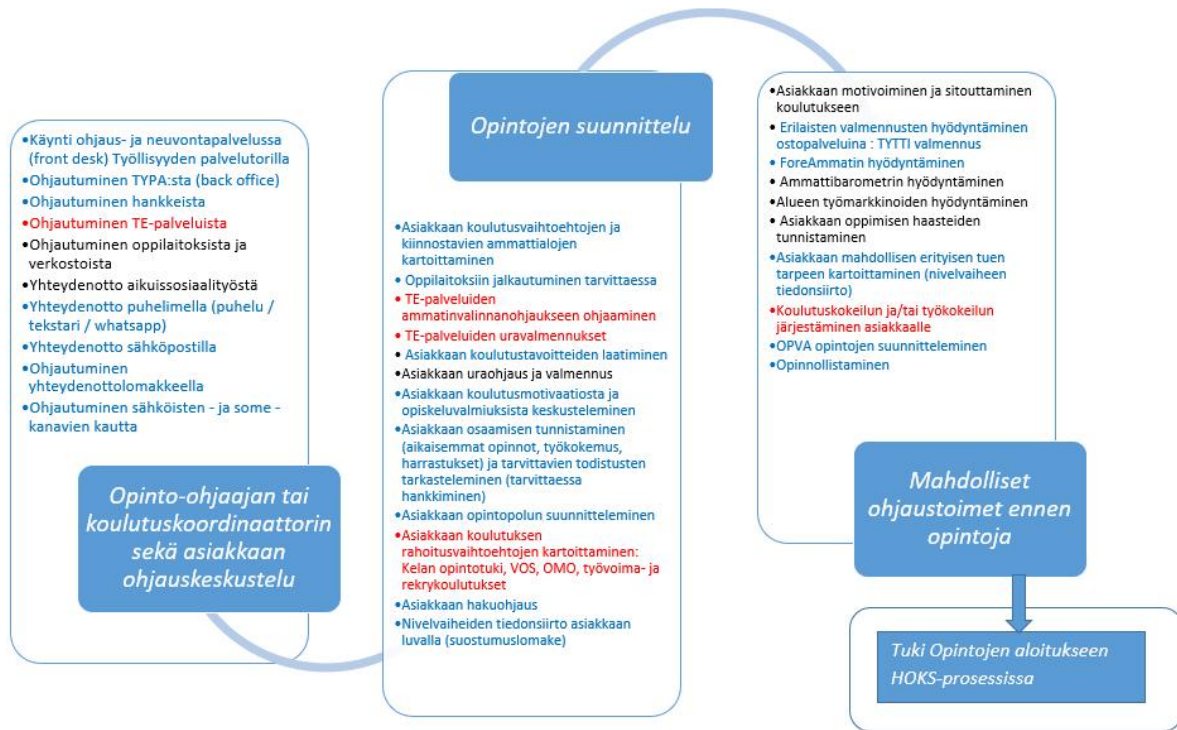 •Käynti ohjaus- ja neuvontapalvelussa
(front desk) Työllisyyden palvelutorilla
•Ohjautuminen TYPA:sta (back office)
•Ohjautuminen hankkeista
•Ohjautuminen TE-palveluista
•Ohjautuminen oppilaitoksista ja
verkostoista
•Yhteydenotto aikuissosiaalityöstä
•Yhteydenotto puhelimella (puhelu /
tekstari / whatsapp)
•Yhteydenotto sähköpostilla
•Ohjautuminen
yhteydenottolomakkeella
•Ohjautuminen sähköisten - ja some -
kanavien kautta
Opinto-ohjaajan tai
koulutuskoordinaattorin
sekä asiakkaan
ohjauskeskustelu
Opintojen suunnittelu
•Asiakkaan koulutusvaihtoehtojen ja
kiinnostavien ammattialojen
kartoittaminen
• Oppilaitoksiin jalkautuminen tarvittaessa
• TE-palveluiden
ammatinvalinnanohjaukseen ohjaaminen
• TE-palveluiden uravalmennukset
• Asiakkaan koulutustavoitteiden laatiminen
•Asiakkaan uraohjaus ja valmennus
•Asiakkaan koulutusmotivaatiosta ja
opiskeluvalmiuksista keskusteleminen
•Asiakkaan osaamisen tunnistaminen
(aikaisemmat opinnot, työkokemus,
harrastukset) ja tarvittavien todistusten
tarkasteleminen (tarvittaessa
hankkiminen)
•Asiakkaan opintopolun suunnitteleminen
•Asiakkaan koulutuksen
rahoitusvaihtoehtojen kartoittaminen:
Kelan opintotuki, VOS, OMO, työvoima- ja
rekrykoulutukset
•Asiakkaan hakuohjaus
•Nivelvaiheiden tiedonsiirto asiakkaan
luvalla (suostumuslomake)
•Asiakkaan motivoiminen ja sitouttaminen
koulutukseen
• Erilaisten valmennusten hyödyntäminen
ostopalveluina : TYTTI valmennus
• ForeAmmatin hyödyntäminen
• Ammattibarometrin hyödyntäminen
•Alueen työmarkkinoiden hyödyntäminen
• Asiakkaan oppimisen haasteiden
tunnistaminen
•Asiakkaan mahdollisen erityisen tuen
tarpeen kartoittaminen (nivelvaiheen
tiedonsiirto)
•Koulutuskokeilun ja/tai työkokeilun
järjestäminen asiakkaalle
•OPVA opintojen suunnitteleminen
•Opinnollistaminen
Mahdolliset
ohjaustoimet ennen
opintoja
Tuki Opintojen aloitukseen
HOKS-prosessissa